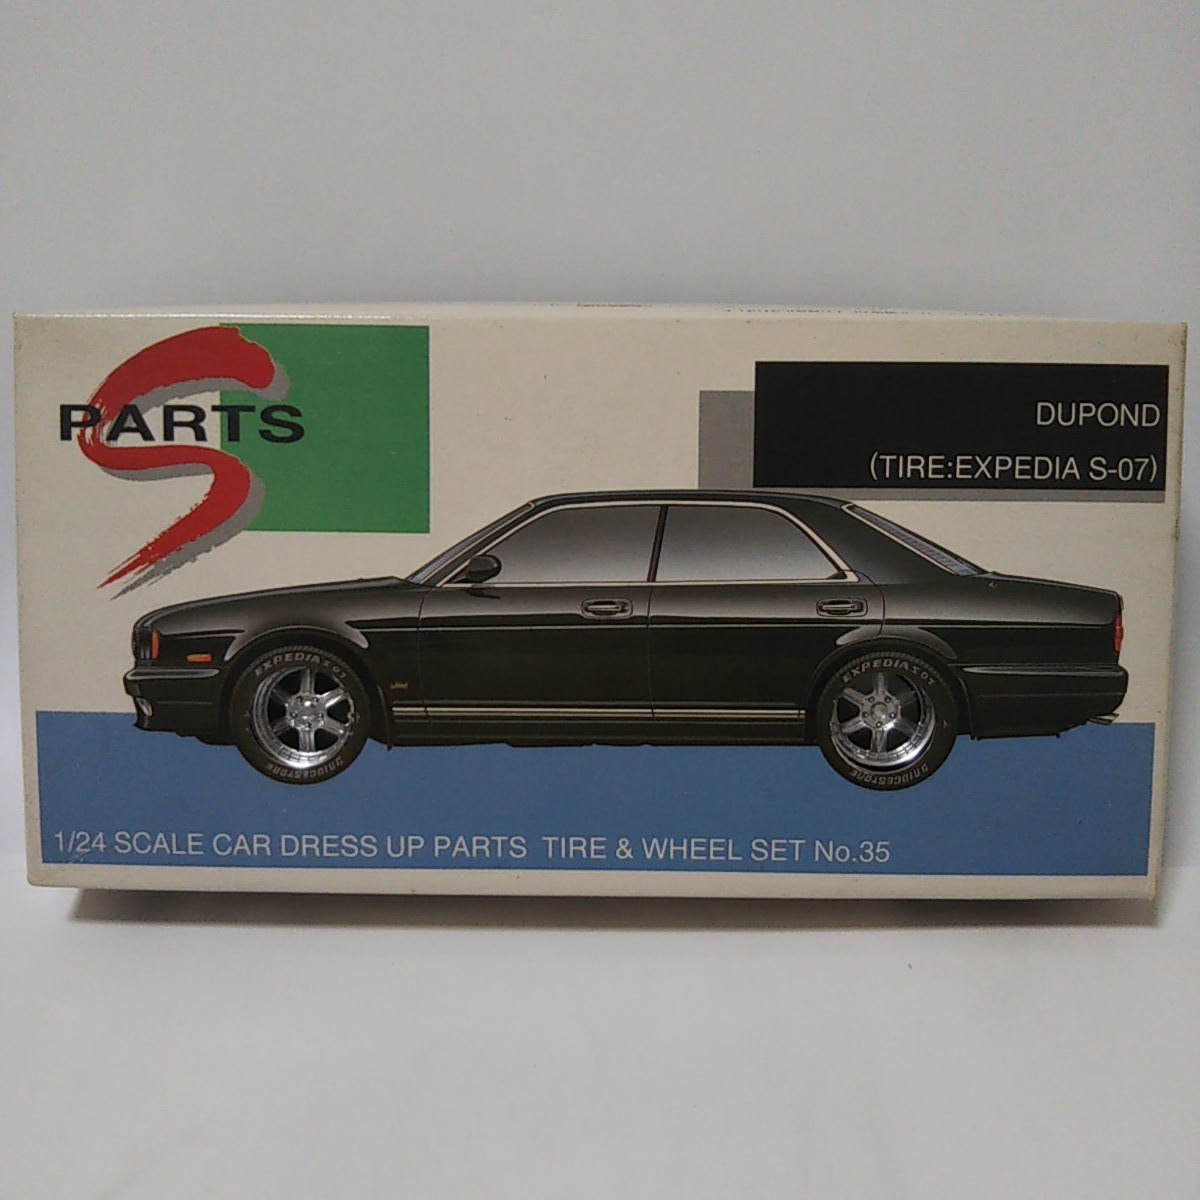 S
PARTS
DUPOND
(TIRE:EXPEDIA S-07)
EXPEDIA S 07
BRIDGESTONE
EXPEDIA S 07
BRIDGESTONE
1/24 SCALE CAR DRESS UP PARTS TIRE & WHEEL SET No.35